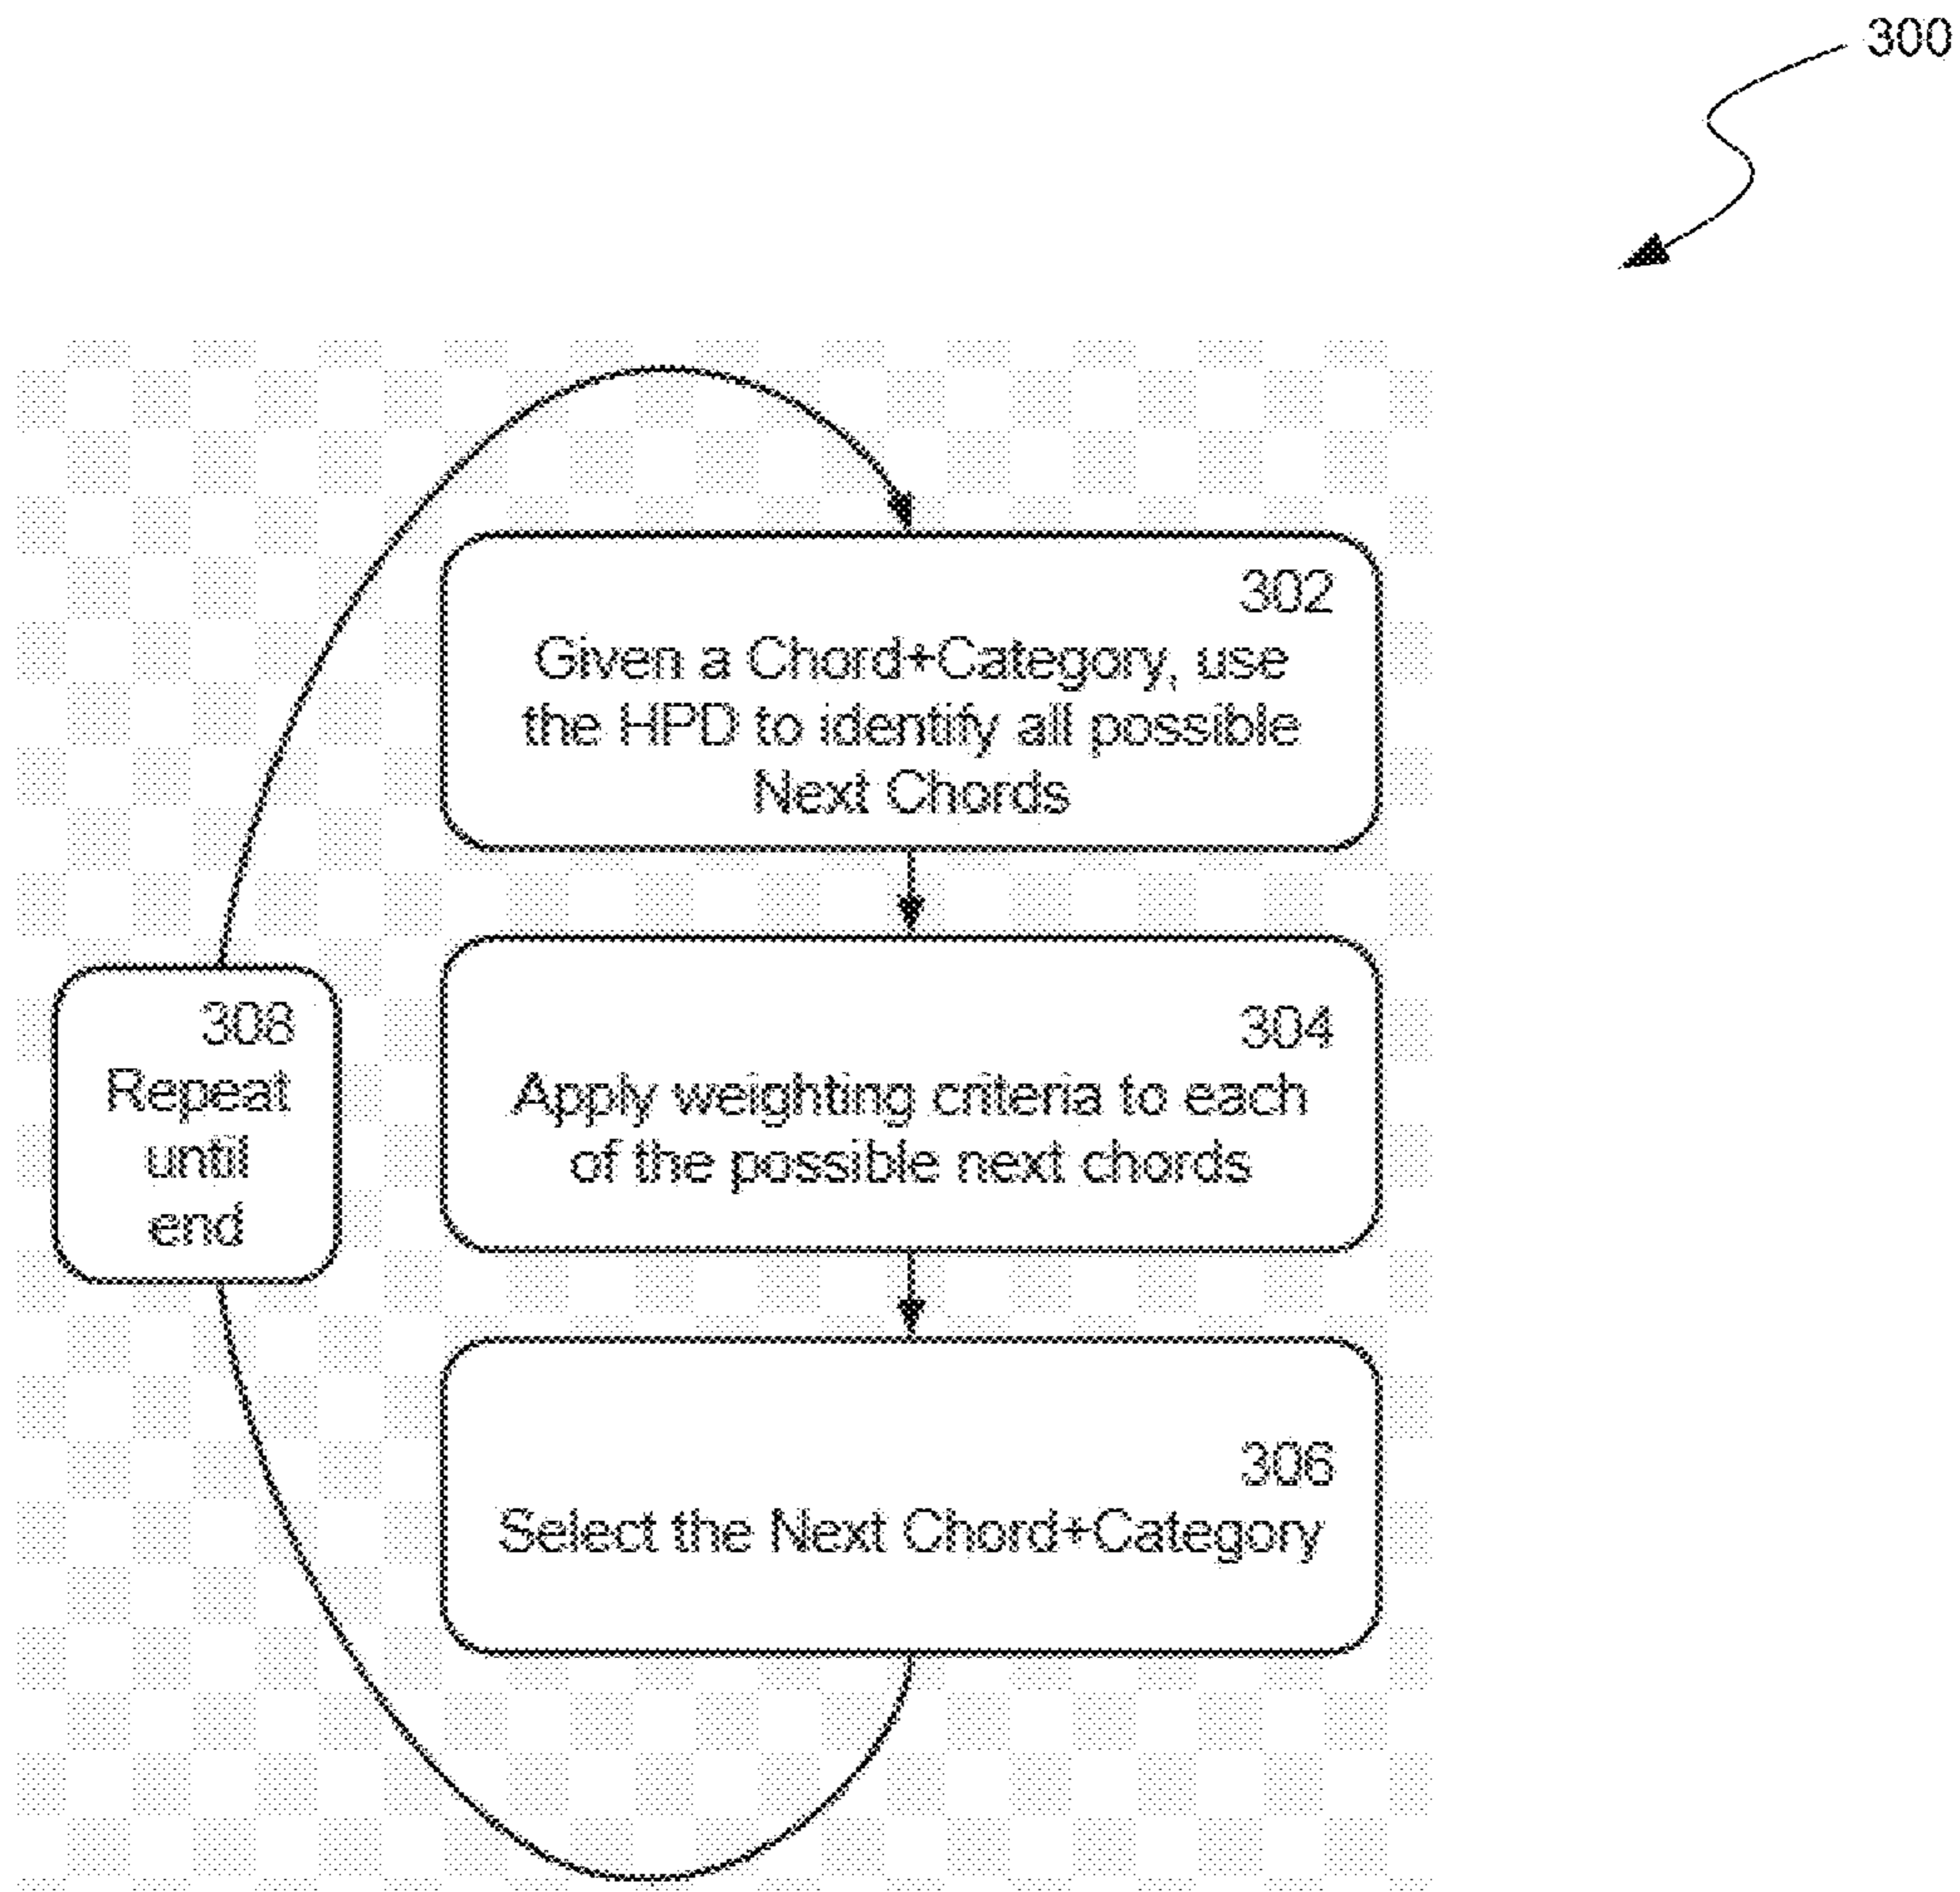 300
302
Given a Chord+Category, use
the HPD to identify all possible
Next Chords
304
Apply weighting criteria to each
of the possible next chords
306
Select the Next Chord+Category
308
Repeat
until
end